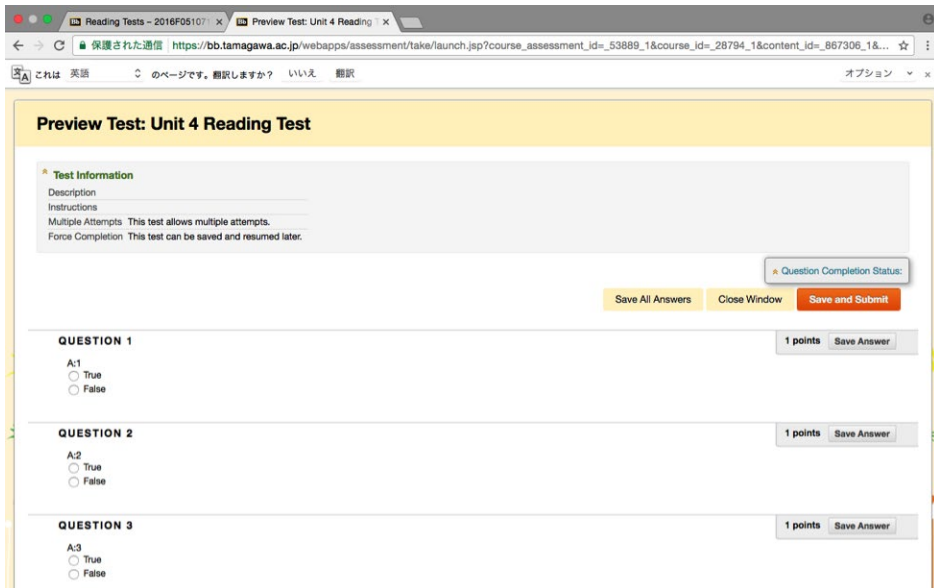 Reading Tests – 2016F05107
Preview Test: Unit 4 Reading T
保護された通信 https://bb.tamagawa.ac.jp/webapps/assessment/take/launch.jsp?course_assessment_id=_53889_1&course_id=_28794_1&content_id=_867306_1&...
これは 英語 のページです。翻訳しますか? いいえ 翻訳 オプション
Preview Test: Unit 4 Reading Test
Test Information
Description
Instructions
Multiple Attempts This test allows multiple attempts.
Force Completion This test can be saved and resumed later.
Question Completion Status:
Save All Answers Close Window Save and Submit
QUESTION 1 1 points Save Answer
A:1
True
False
QUESTION 2 1 points Save Answer
A:2
True
False
QUESTION 3 1 points Save Answer
A:3
True
False